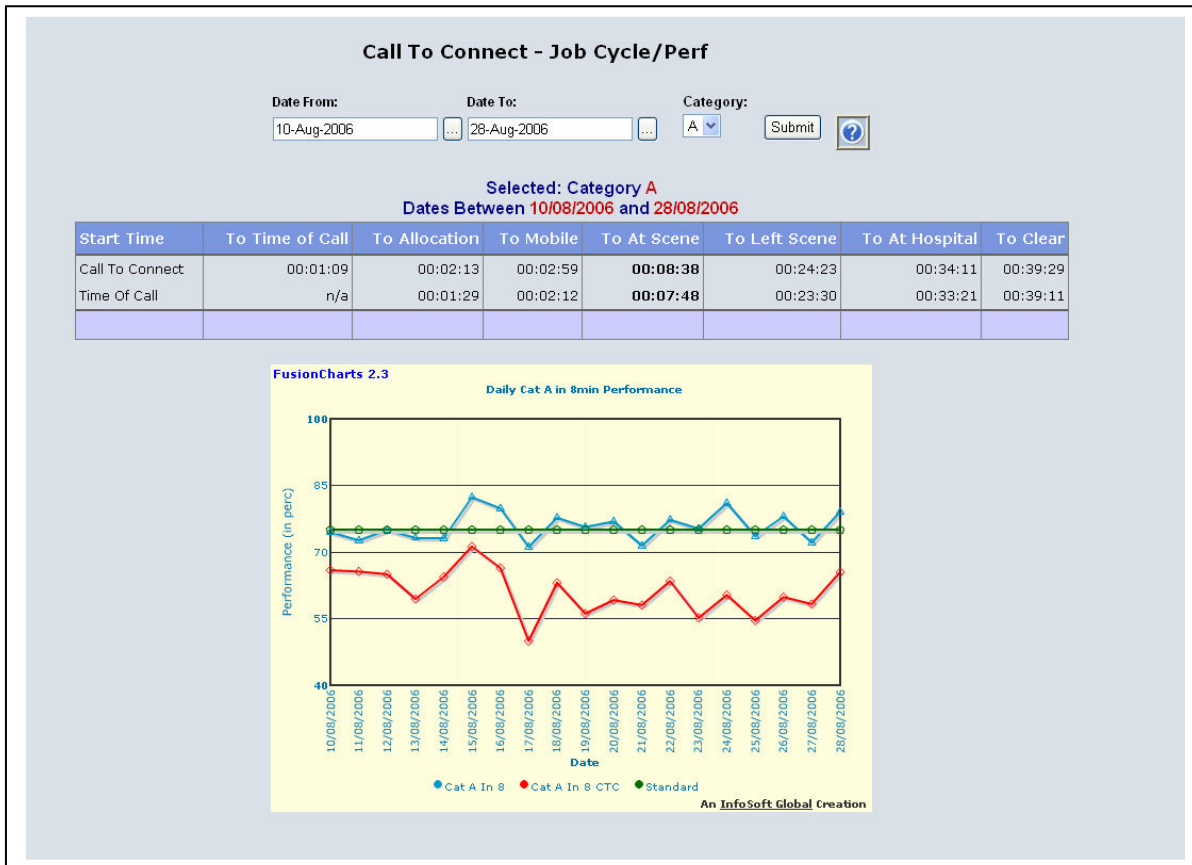 Call To Connect - Job Cycle/Perf
Date From: Date To: Category:
10-Aug-2006 ... 28-Aug-2006 ... A Submit ?
Selected: Category A
Dates Between 10/08/2006 and 28/08/2006
Start Time To Time of Call To Allocation To Mobile To At Scene To Left Scene To At Hospital To Clear
Call To Connect 00:01:09 00:02:13 00:02:59 00:08:38 00:24:23 00:34:11 00:39:29
Time Of Call n/a 00:01:29 00:02:12 00:07:48 00:23:30 00:33:21 00:39:11
FusionCharts 2.3
Daily Cat A in 8min Performance
100
85
70
55
40
Performance (in perc)
10/08/2006 11/08/2006 12/08/2006 13/08/2006 14/08/2006 15/08/2006 16/08/2006 17/08/2006 18/08/2006 19/08/2006 20/08/2006 21/08/2006 22/08/2006 23/08/2006 24/08/2006 25/08/2006 26/08/2006 27/08/2006 28/08/2006
Date
Cat A In 8 Cat A In 8 CTC Standard
An InfoSoft Global Creation